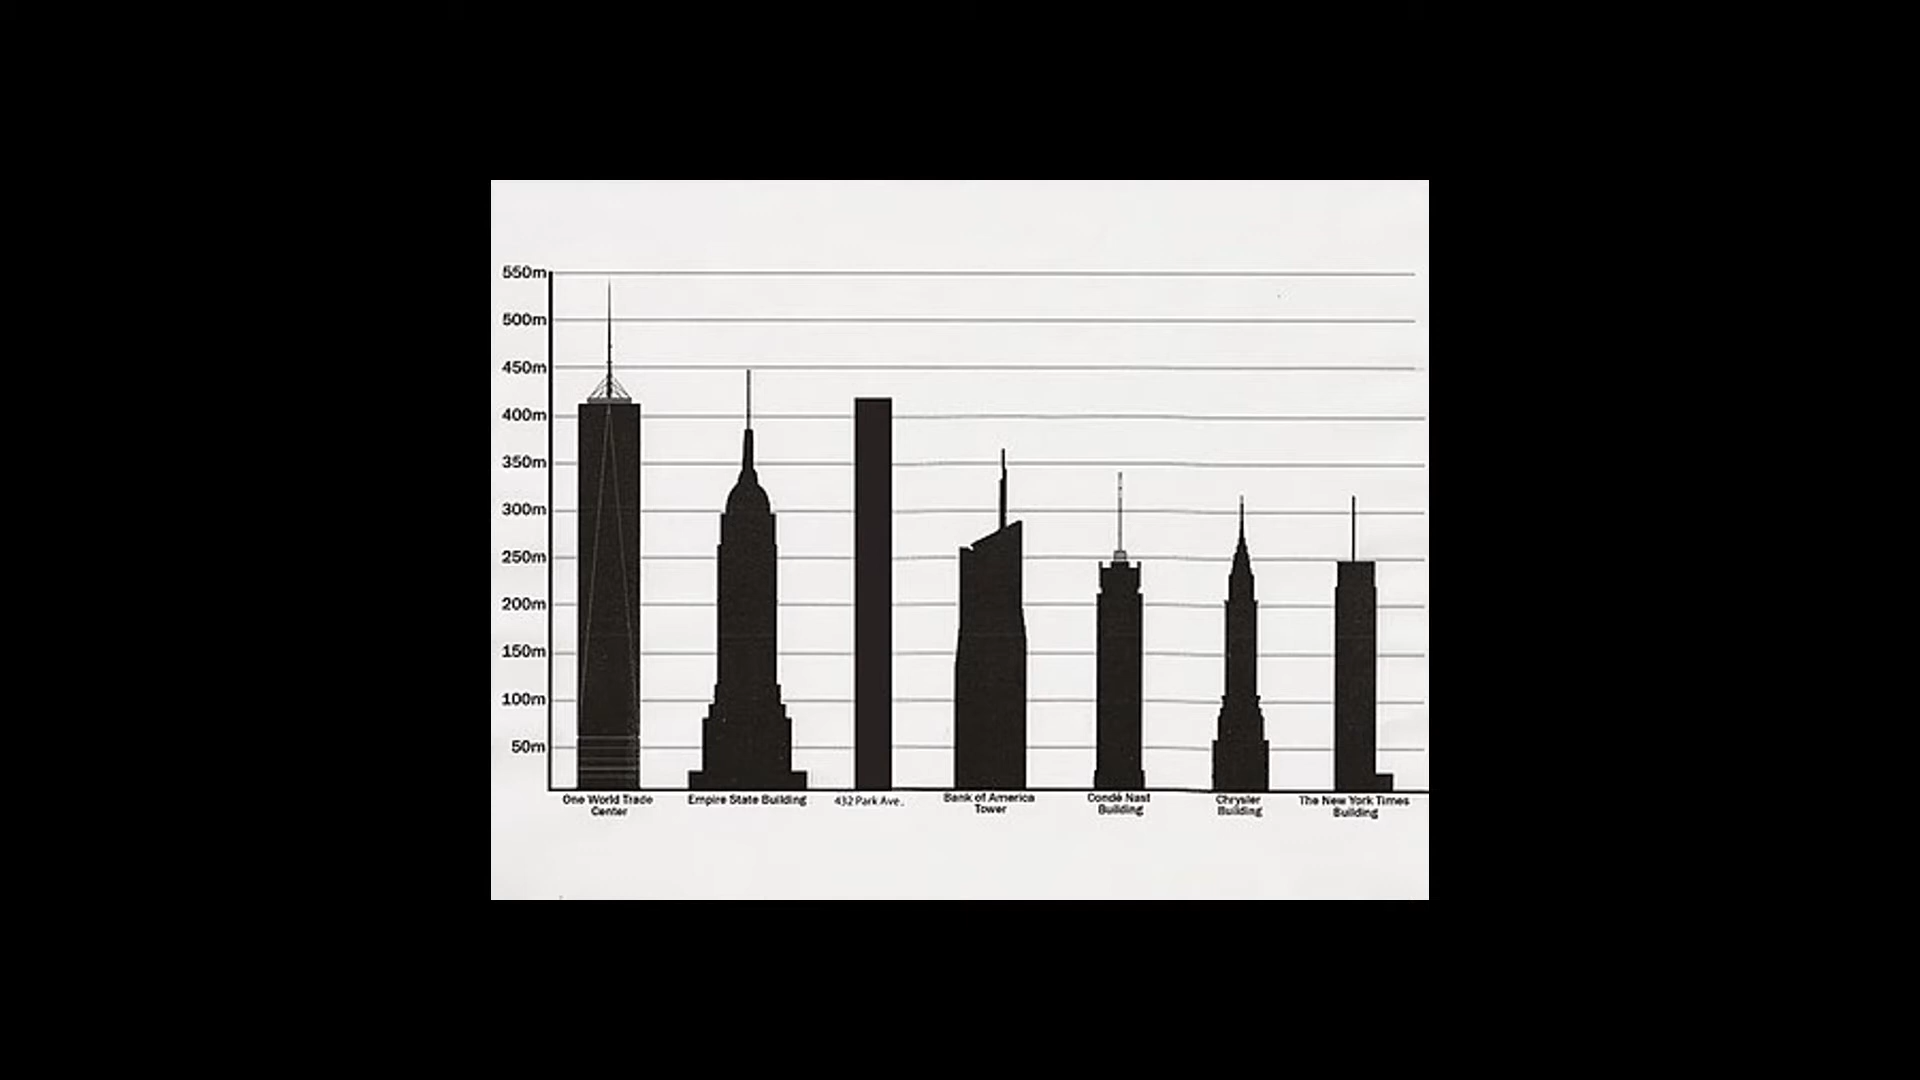 550m
500m
450m
400m
350m
300m
250m
200m
150m
100m
50m
One World Trade
Center
Empire State Building
432 Park Ave.
Bank of America
Tower
Condé Nast
Building
Chrysler
Building
The New York Times
Building